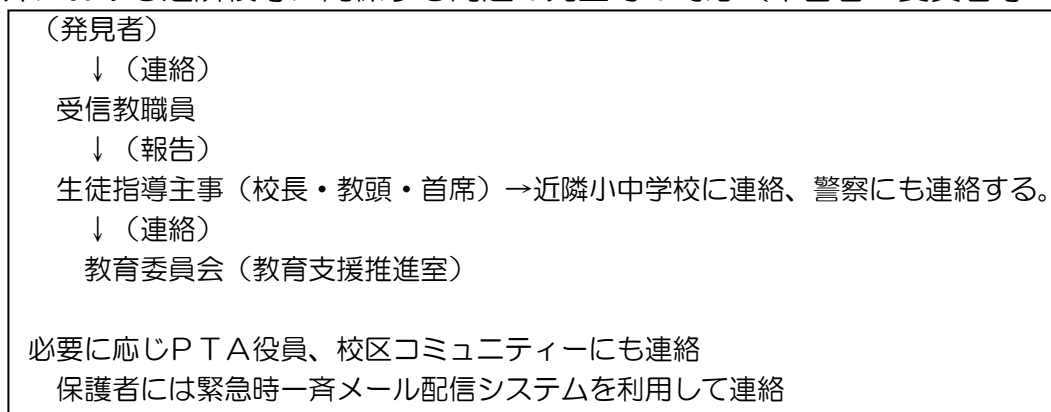 （発見者）
↓（連絡）
受信教職員
↓（報告）
生徒指導主事（校長・教頭・首席）→近隣小中学校に連絡、警察にも連絡する。
↓（連絡）
教育委員会（教育支援推進室）
必要に応じＰＴＡ役員、校区コミュニティーにも連絡
保護者には緊急時一斉メール配信システムを利用して連絡